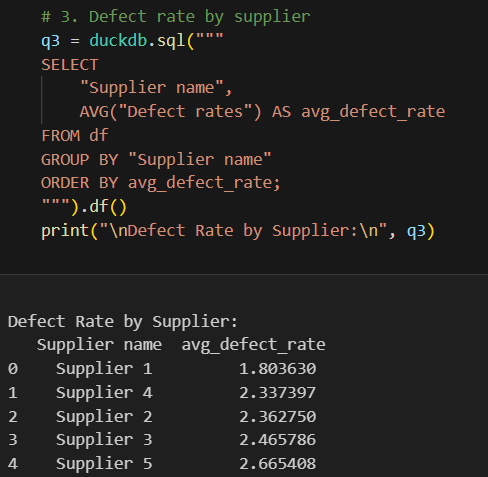 # 3. Defect rate by supplier
q3 = duckdb.sql("""
SELECT
    "Supplier name",
    AVG("Defect rates") AS avg_defect_rate
FROM df
GROUP BY "Supplier name"
ORDER BY avg_defect_rate;
""").df()
print("\nDefect Rate by Supplier:\n", q3)
Defect Rate by Supplier:
   Supplier name  avg_defect_rate
0    Supplier 1         1.803630
1    Supplier 4         2.337397
2    Supplier 2         2.362750
3    Supplier 3         2.465786
4    Supplier 5         2.665408